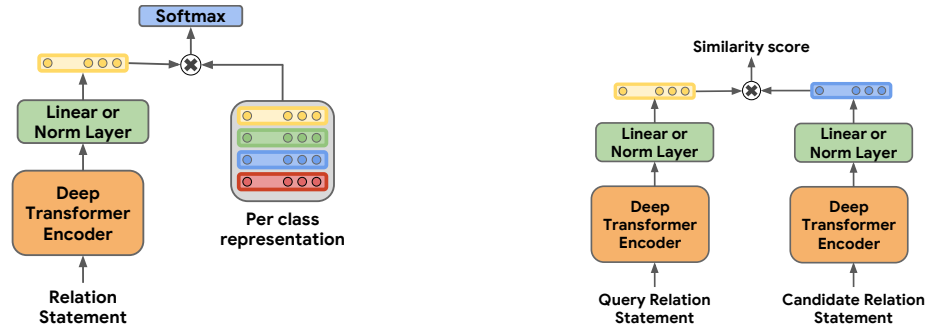 Softmax
Linear or
Norm Layer
Deep
Transformer
Encoder
Relation
Statement
Per class
representation
Similarity score
Linear or
Norm Layer
Deep
Transformer
Encoder
Query Relation
Statement
Linear or
Norm Layer
Deep
Transformer
Encoder
Candidate Relation
Statement